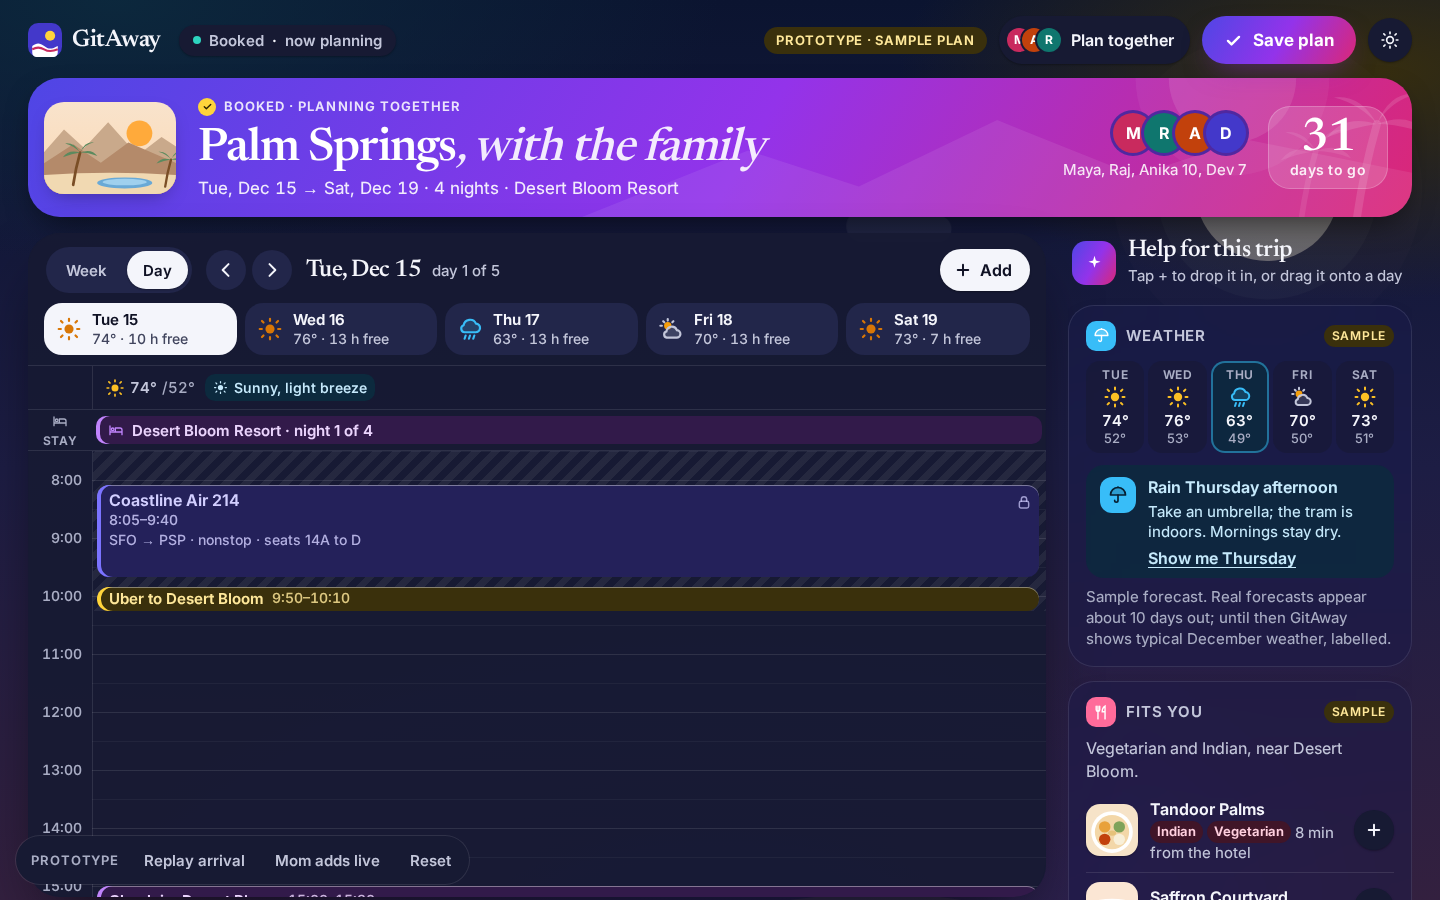 GitAway
Booked · now planning
PROTOTYPE · SAMPLE PLAN
R
Plan together
Save plan
BOOKED · PLANNING TOGETHER
Palm Springs, with the family
Tue, Dec 15 → Sat, Dec 19 · 4 nights · Desert Bloom Resort
M R A D
Maya, Raj, Anika 10, Dev 7
31
days to go
Week
Day
Tue, Dec 15 day 1 of 5
Add
Tue 15
74° · 10 h free
Wed 16
76° · 13 h free
Thu 17
63° · 13 h free
Fri 18
70° · 13 h free
Sat 19
73° · 7 h free
74° /52°
Sunny, light breeze
STAY
Desert Bloom Resort · night 1 of 4
8:00
Coastline Air 214
8:05–9:40
SFO → PSP · nonstop · seats 14A to D
9:00
10:00
Uber to Desert Bloom 9:50–10:10
11:00
12:00
13:00
14:00
15:00
PROTOTYPE
Replay arrival
Mom adds live
Reset
Help for this trip
Tap + to drop it in, or drag it onto a day
WEATHER
SAMPLE
TUE
74°
52°
WED
76°
53°
THU
63°
49°
FRI
70°
50°
SAT
73°
51°
Rain Thursday afternoon
Take an umbrella; the tram is
indoors. Mornings stay dry.
Show me Thursday
Sample forecast. Real forecasts appear
about 10 days out; until then GitAway
shows typical December weather, labelled.
FITS YOU
SAMPLE
Vegetarian and Indian, near Desert
Bloom.
Tandoor Palms
Indian Vegetarian 8 min
from the hotel
Saffron Courtyard